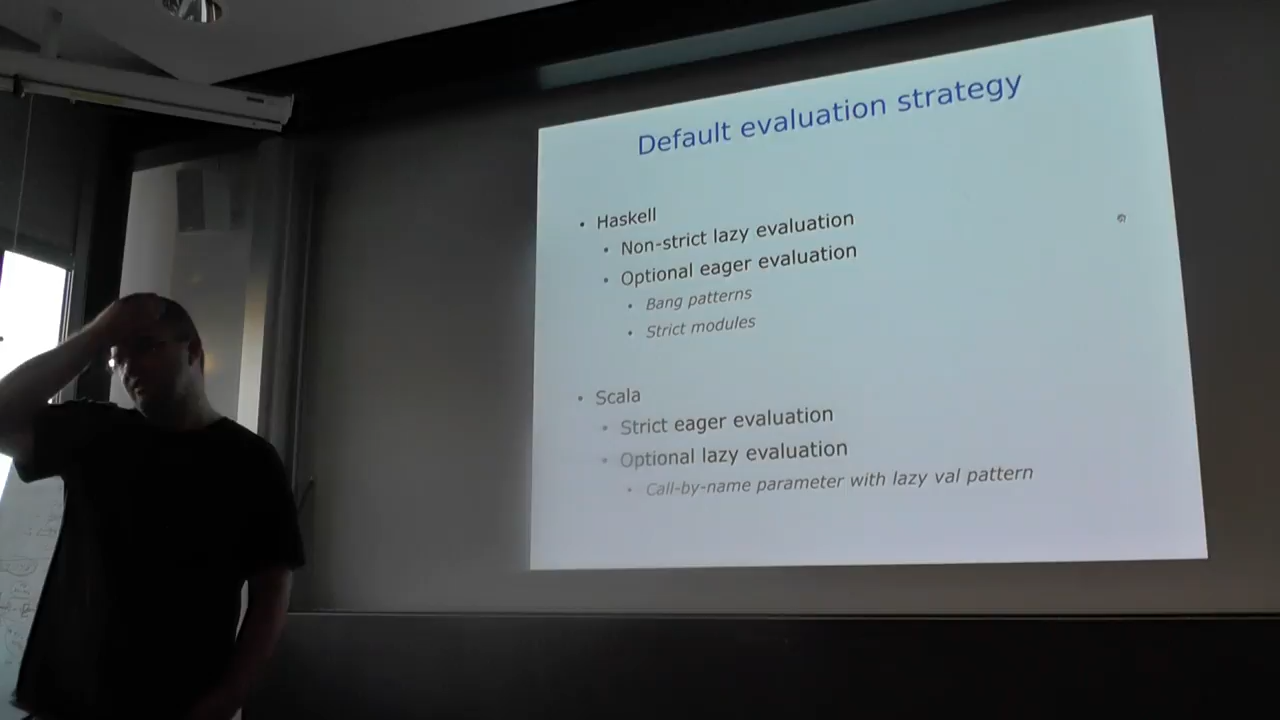 Default evaluation strategy
• Haskell
• Non-strict lazy evaluation
• Optional eager evaluation
• Bang patterns
• Strict modules
• Scala
• Strict eager evaluation
• Optional lazy evaluation
• Call-by-name parameter with lazy val pattern